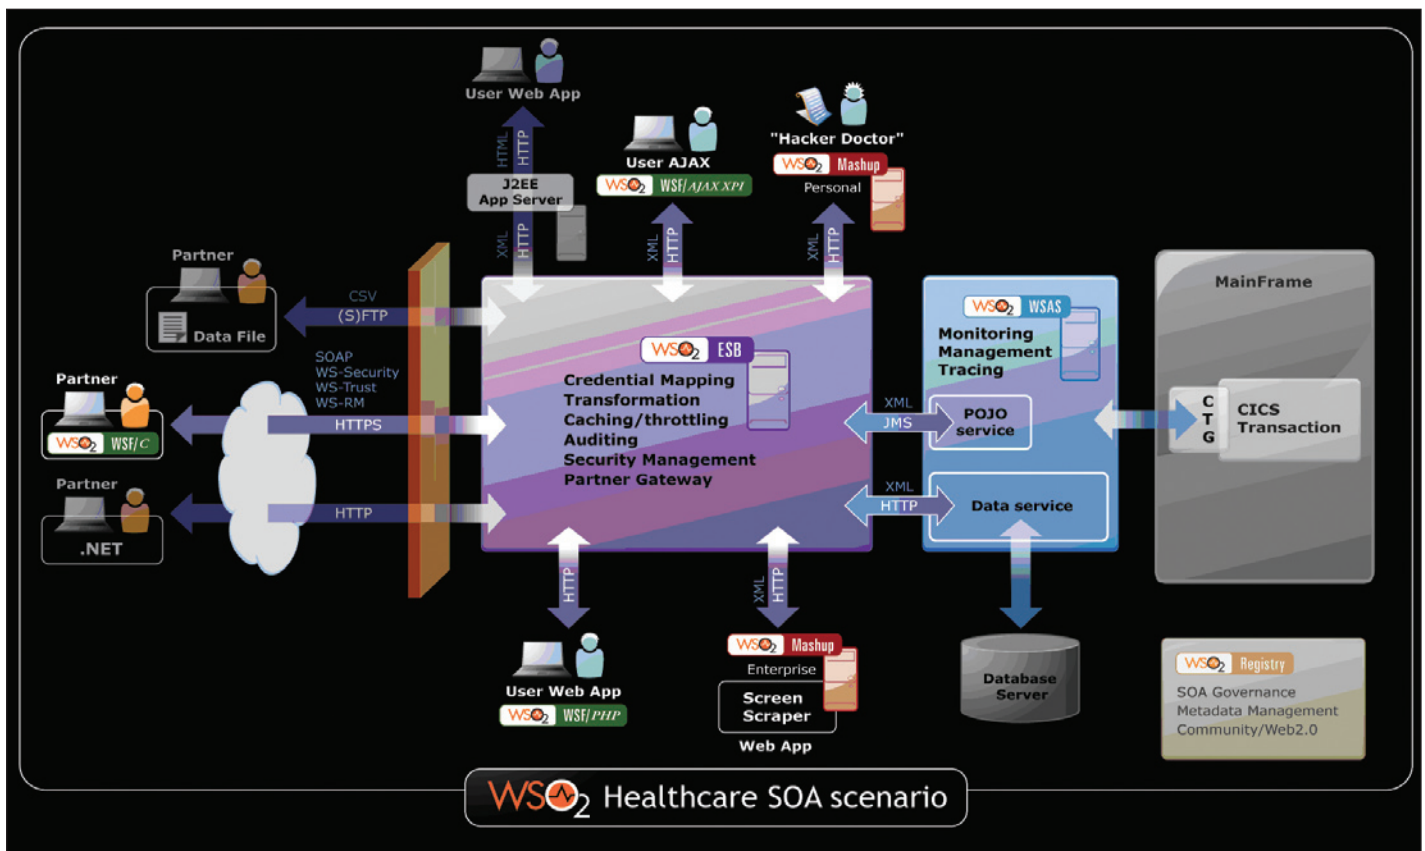 User Web App
HTML
HTTP
J2EE
App Server
XML
HTTP
User AJAX
WSO2 WSF/AJAX XPI
XML
HTTP
"Hacker Doctor"
WSO2 Mashup
Personal
XML
HTTP
Partner
Data File
CSV
(S)FTP
Partner
WSO2 WSF/C
SOAP
WS-Security
WS-Trust
WS-RM
HTTPS
Partner
.NET
HTTP
WSO2 ESB
Credential Mapping
Transformation
Caching/throttling
Auditing
Security Management
Partner Gateway
XML
JMS
XML
HTTP
WSO2 WSAS
Monitoring
Management
Tracing
POJO
service
Data service
MainFrame
CTG
CICS
Transaction
HTTP
User Web App
WSO2 WSF/PHP
XML
HTTP
WSO2 Mashup
Enterprise
Screen
Scraper
Web App
Database
Server
WSO2 Registry
SOA Governance
Metadata Management
Community/Web2.0
WSO2 Healthcare SOA scenario